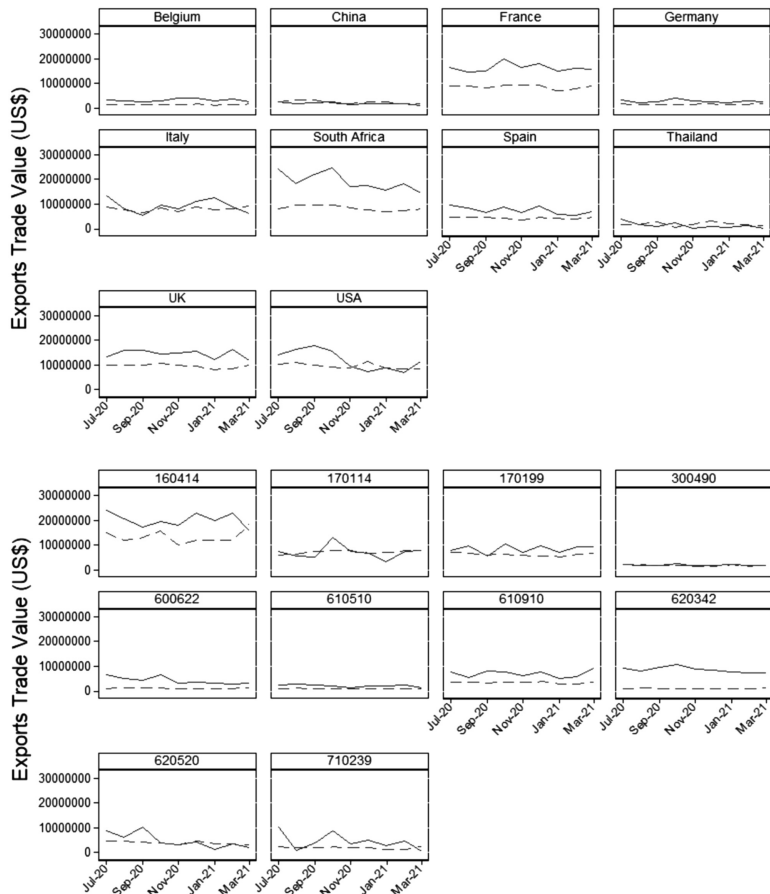 Exports Trade Value (US$)
Belgium China France Germany
30000000
20000000
10000000
0
Italy South Africa Spain Thailand
30000000
20000000
10000000
0
Jul-20 Sep-20 Nov-20 Jan-21 Mar-21 Jul-20 Sep-20 Nov-20 Jan-21 Mar-21
UK USA
30000000
20000000
10000000
0
Jul-20 Sep-20 Nov-20 Jan-21 Mar-21 Jul-20 Sep-20 Nov-20 Jan-21 Mar-21
Exports Trade Value (US$)
160414 170114 170199 300490
30000000
20000000
10000000
0
600622 610510 610910 620342
30000000
20000000
10000000
0
Jul-20 Sep-20 Nov-20 Jan-21 Mar-21 Jul-20 Sep-20 Nov-20 Jan-21 Mar-21
620520 710239
30000000
20000000
10000000
0
Jul-20 Sep-20 Nov-20 Jan-21 Mar-21 Jul-20 Sep-20 Nov-20 Jan-21 Mar-21